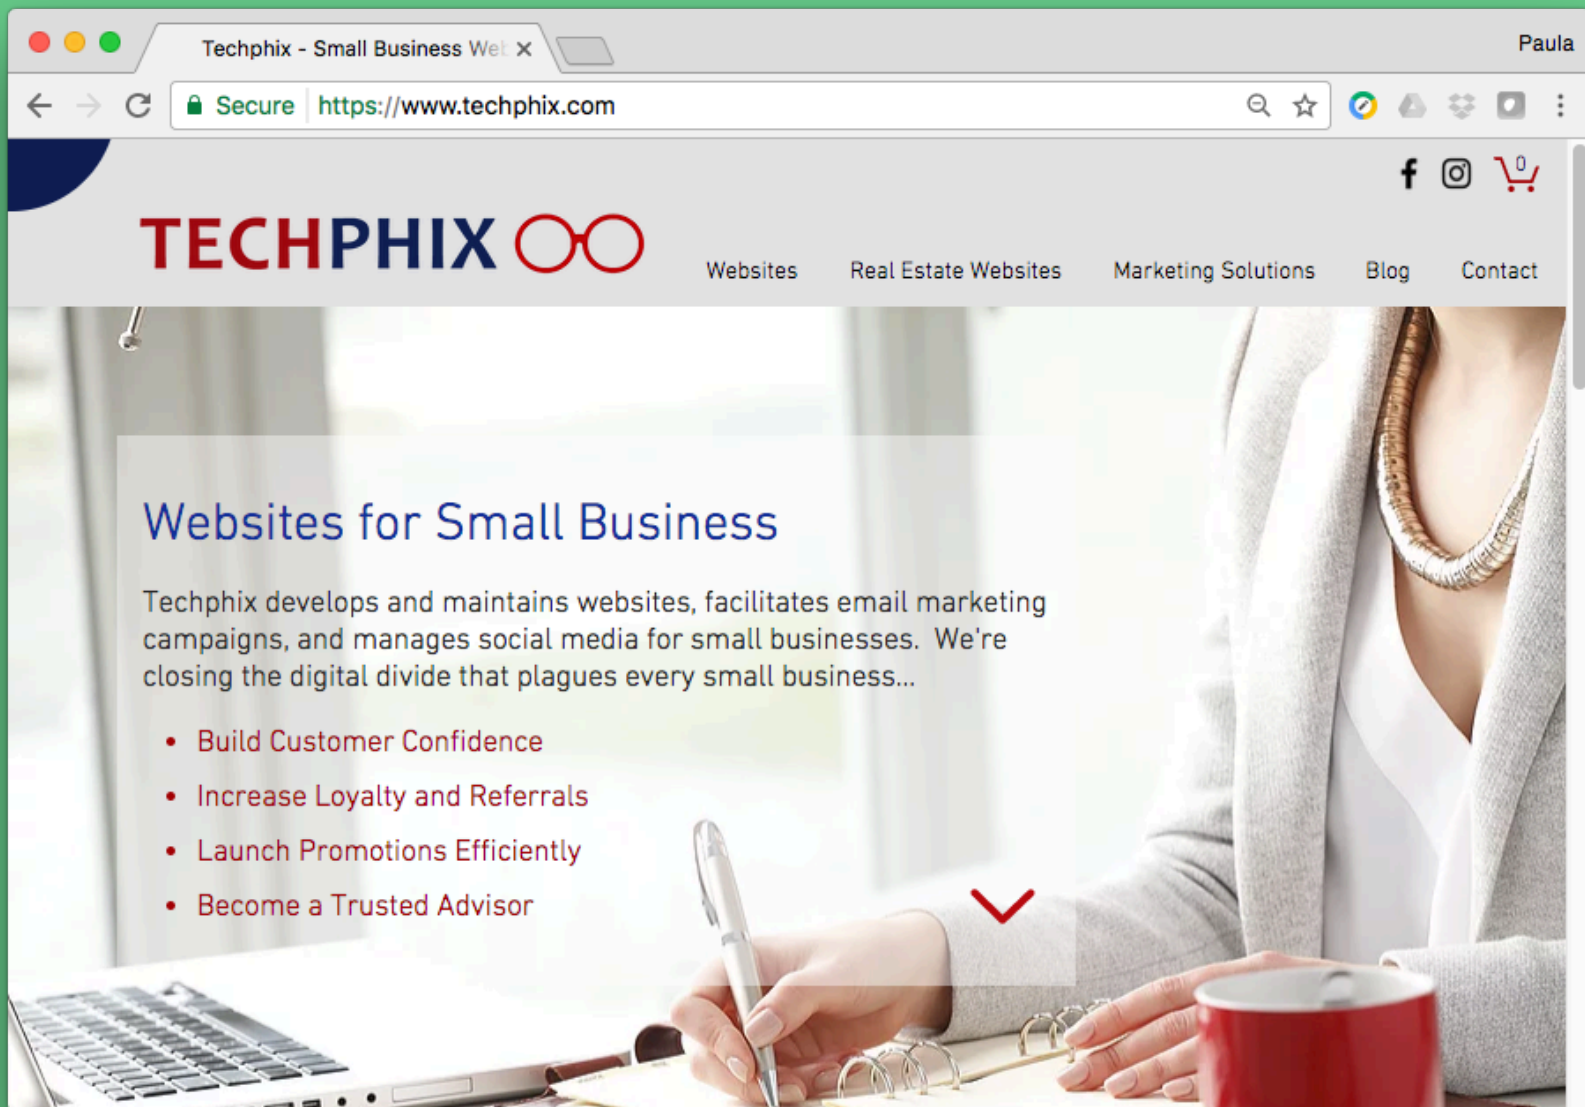 Techphix - Small Business Web
Paula
Secure https://www.techphix.com
0
TECHPHIX
Websites Real Estate Websites Marketing Solutions Blog Contact
Websites for Small Business
Techphix develops and maintains websites, facilitates email marketing
campaigns, and manages social media for small businesses. We're
closing the digital divide that plagues every small business...
• Build Customer Confidence
• Increase Loyalty and Referrals
• Launch Promotions Efficiently
• Become a Trusted Advisor